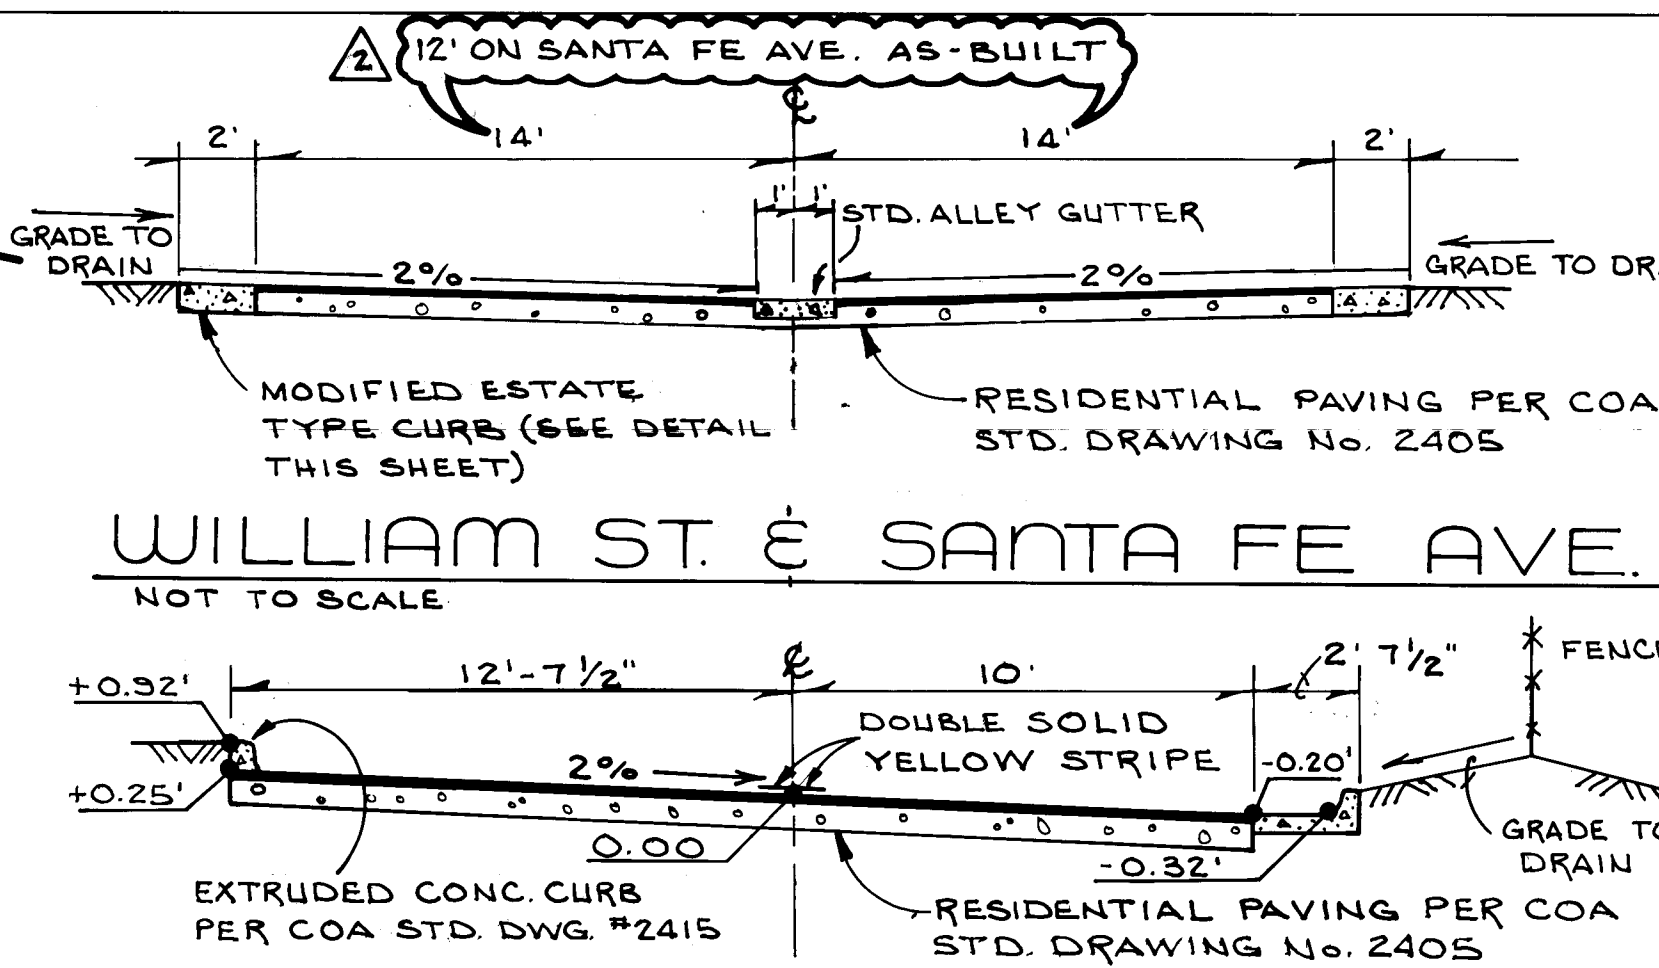 2
12' ON SANTA FE AVE. AS-BUILT
℄
2' 14' 14' 2'
1' 1'
STD. ALLEY GUTTER
GRADE TO
DRAIN
2% 2%
GRADE TO DR
MODIFIED ESTATE
TYPE CURB (SEE DETAIL
THIS SHEET)
RESIDENTIAL PAVING PER COA
STD. DRAWING No. 2405
WILLIAM ST. & SANTA FE AVE.
NOT TO SCALE
℄
12'-7 1/2" 10' 2' 7 1/2"
FENCE
+0.92'
DOUBLE SOLID
YELLOW STRIPE
2%
-0.20'
+0.25'
0.00
-0.32'
GRADE TO
DRAIN
EXTRUDED CONC. CURB
PER COA STD. DWG. #2415
RESIDENTIAL PAVING PER COA
STD. DRAWING No. 2405